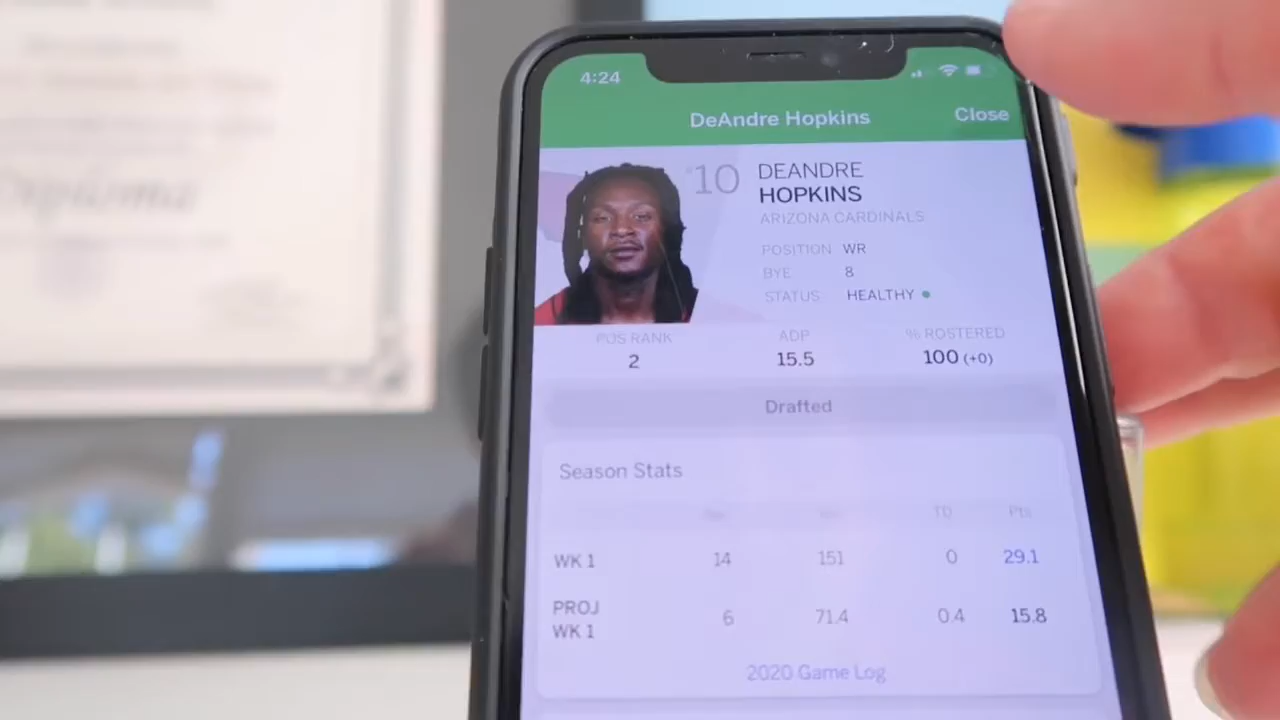 4:24
DeAndre Hopkins
Close
#10
DEANDRE
HOPKINS
ARIZONA CARDINALS
POSITION WR
BYE 8
STATUS HEALTHY
POS RANK ADP % ROSTERED
2 15.5 100 (+0)
Drafted
Season Stats
TD Pts
WK 1 14 151 0 29.1
PROJ
WK 1 6 71.4 0.4 15.8
2020 Game Log
Diploma